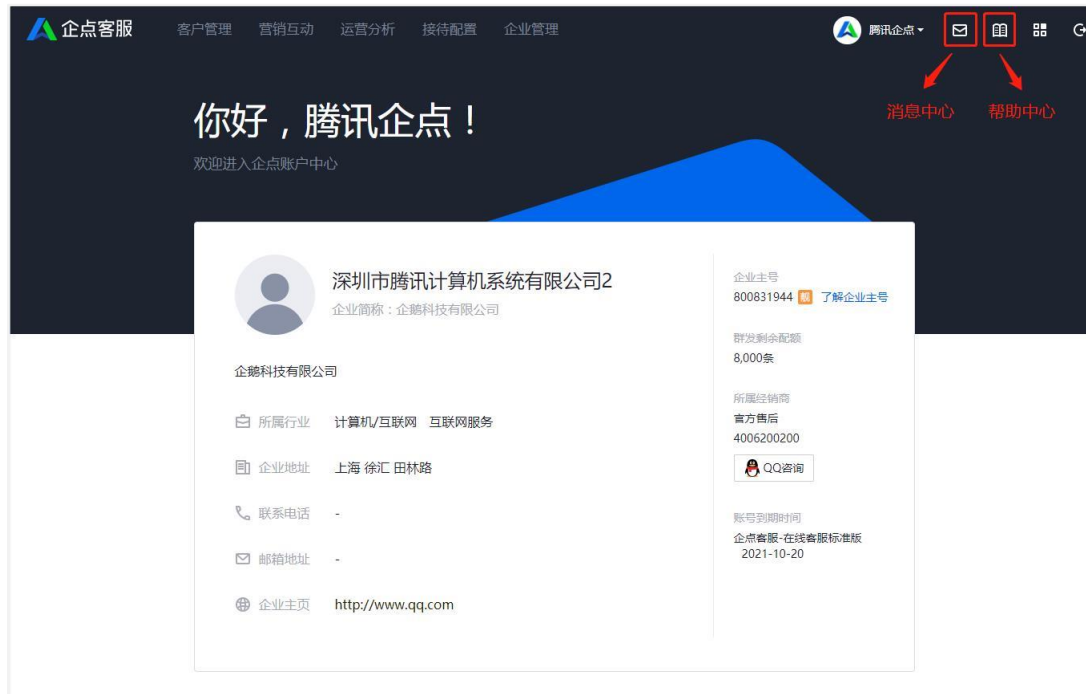 企点客服 客户管理 营销互动 运营分析 接待配置 企业管理 腾讯企点
消息中心 帮助中心
你好，腾讯企点！
欢迎进入企点账户中心
深圳市腾讯计算机系统有限公司2
企业简称：企鹅科技有限公司
企鹅科技有限公司
所属行业 计算机/互联网 互联网服务
企业地址 上海 徐汇 田林路
联系电话 -
邮箱地址 -
企业主页 http://www.qq.com
企业主号
800831944 靓 了解企业主号
群发剩余配额
8,000条
所属经销商
官方售后
4006200200
QQ咨询
账号到期时间
企点客服-在线客服标准版
2021-10-20